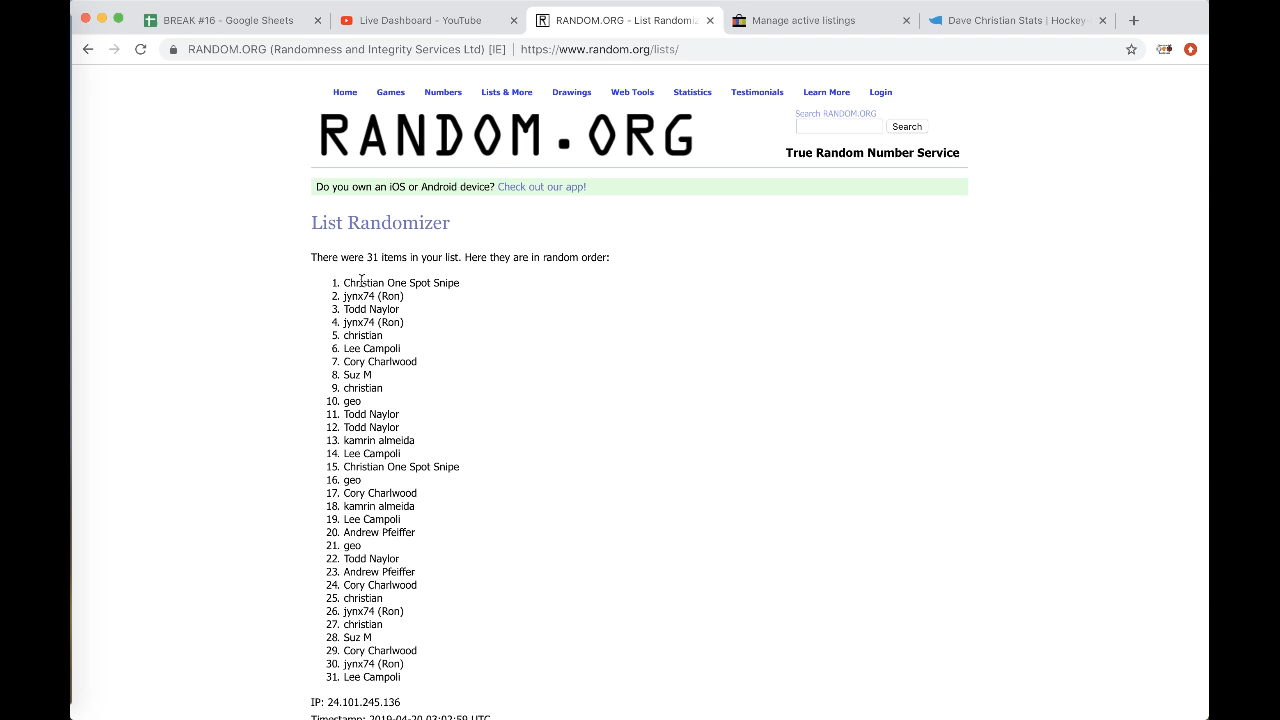 BREAK #16 - Google Sheets
Live Dashboard - YouTube
RANDOM.ORG - List Randomiz
Manage active listings
Dave Christian Stats | Hockey-
RANDOM.ORG (Randomness and Integrity Services Ltd) [IE] | https://www.random.org/lists/
Home Games Numbers Lists & More Drawings Web Tools Statistics Testimonials Learn More Login
RANDOM.ORG
Search RANDOM.ORG
Search
True Random Number Service
Do you own an iOS or Android device? Check out our app!
List Randomizer
There were 31 items in your list. Here they are in random order:
1. Christian One Spot Snipe
2. jynx74 (Ron)
3. Todd Naylor
4. jynx74 (Ron)
5. christian
6. Lee Campoli
7. Cory Charlwood
8. Suz M
9. christian
10. geo
11. Todd Naylor
12. Todd Naylor
13. kamrin almeida
14. Lee Campoli
15. Christian One Spot Snipe
16. geo
17. Cory Charlwood
18. kamrin almeida
19. Lee Campoli
20. Andrew Pfeiffer
21. geo
22. Todd Naylor
23. Andrew Pfeiffer
24. Cory Charlwood
25. christian
26. jynx74 (Ron)
27. christian
28. Suz M
29. Cory Charlwood
30. jynx74 (Ron)
31. Lee Campoli
IP: 24.101.245.136
Timestamp: 2019-04-20 03:02:59 UTC